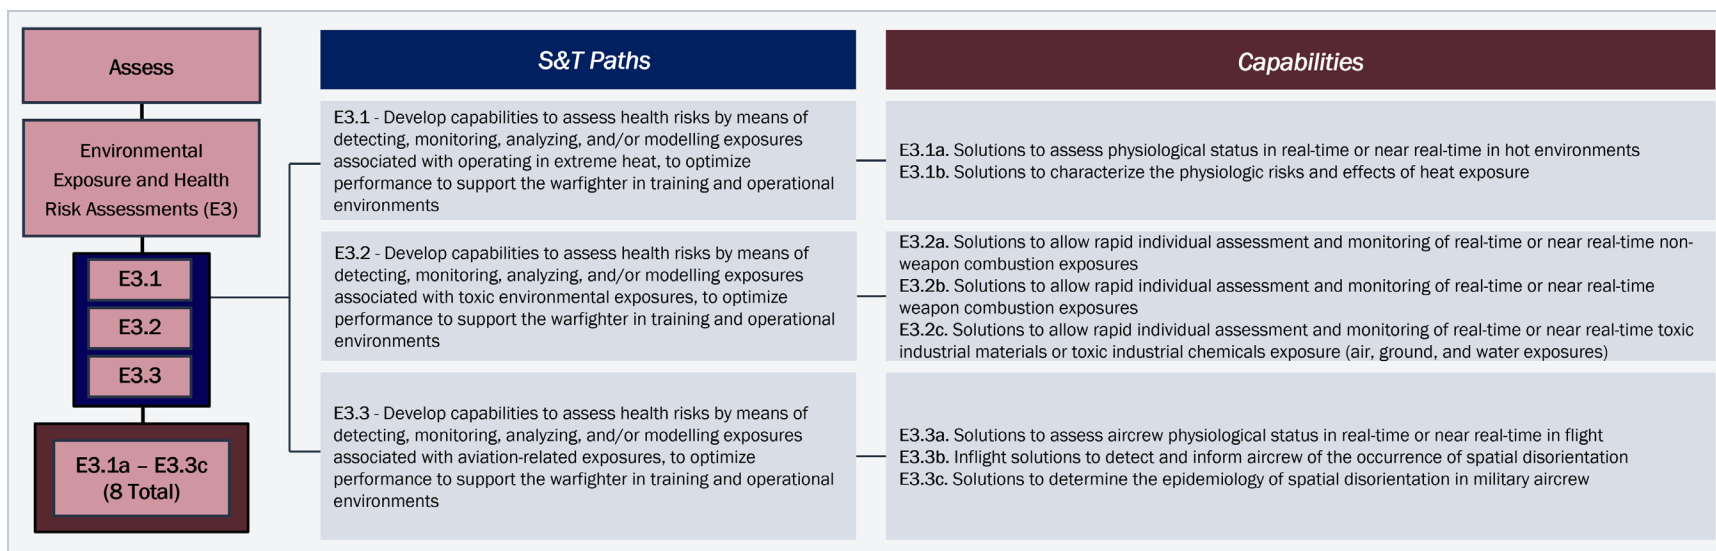 Assess
Environmental
Exposure and Health
Risk Assessments (E3)
E3.1
E3.2
E3.3
E3.1a – E3.3c
(8 Total)
S&T Paths
E3.1 - Develop capabilities to assess health risks by means of
detecting, monitoring, analyzing, and/or modelling exposures
associated with operating in extreme heat, to optimize
performance to support the warfighter in training and operational
environments
E3.2 - Develop capabilities to assess health risks by means of
detecting, monitoring, analyzing, and/or modelling exposures
associated with toxic environmental exposures, to optimize
performance to support the warfighter in training and operational
environments
E3.3 - Develop capabilities to assess health risks by means of
detecting, monitoring, analyzing, and/or modelling exposures
associated with aviation-related exposures, to optimize
performance to support the warfighter in training and operational
environments
Capabilities
E3.1a. Solutions to assess physiological status in real-time or near real-time in hot environments
E3.1b. Solutions to characterize the physiologic risks and effects of heat exposure
E3.2a. Solutions to allow rapid individual assessment and monitoring of real-time or near real-time non-
weapon combustion exposures
E3.2b. Solutions to allow rapid individual assessment and monitoring of real-time or near real-time
weapon combustion exposures
E3.2c. Solutions to allow rapid individual assessment and monitoring of real-time or near real-time toxic
industrial materials or toxic industrial chemicals exposure (air, ground, and water exposures)
E3.3a. Solutions to assess aircrew physiological status in real-time or near real-time in flight
E3.3b. Inflight solutions to detect and inform aircrew of the occurrence of spatial disorientation
E3.3c. Solutions to determine the epidemiology of spatial disorientation in military aircrew